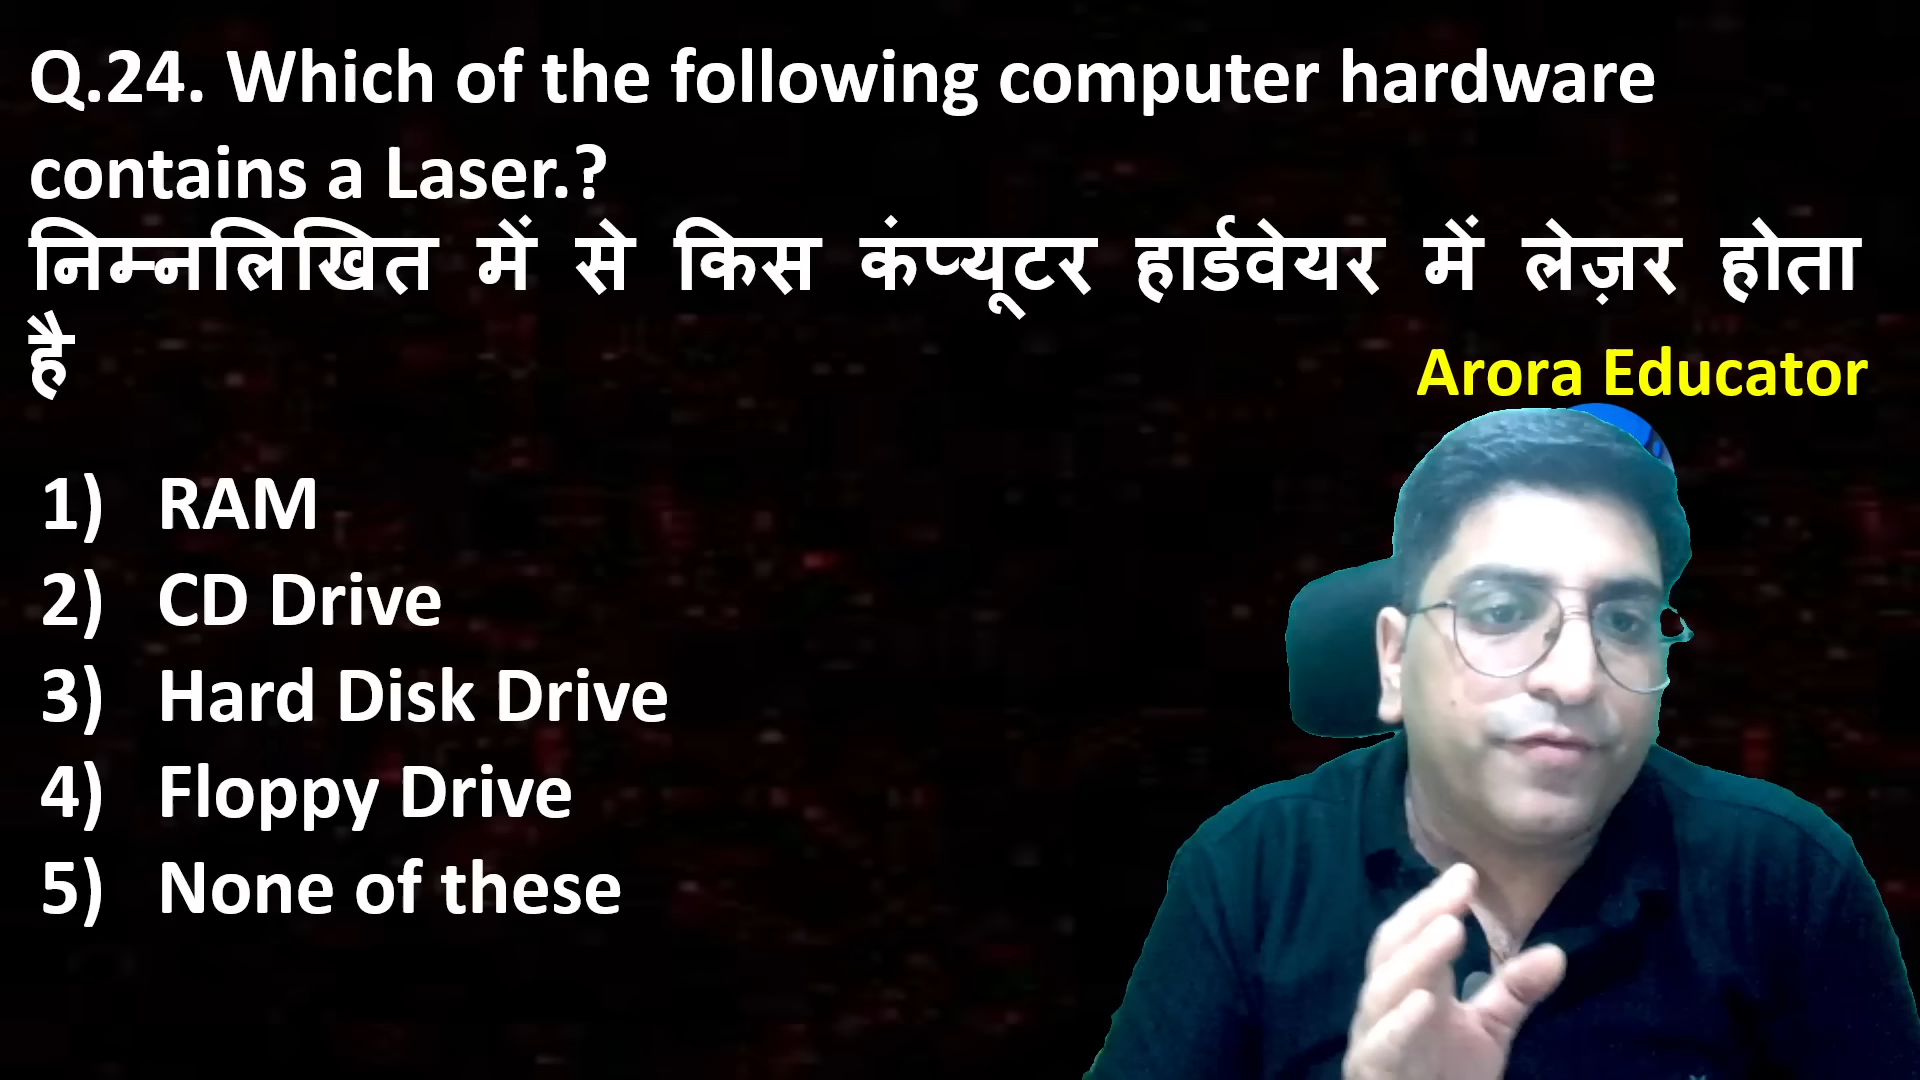 Q.24. Which of the following computer hardware
contains a Laser.?
निम्नलिखित में से किस कंप्यूटर हार्डवेयर में लेज़र होता
है
Arora Educator
1) RAM
2) CD Drive
3) Hard Disk Drive
4) Floppy Drive
5) None of these